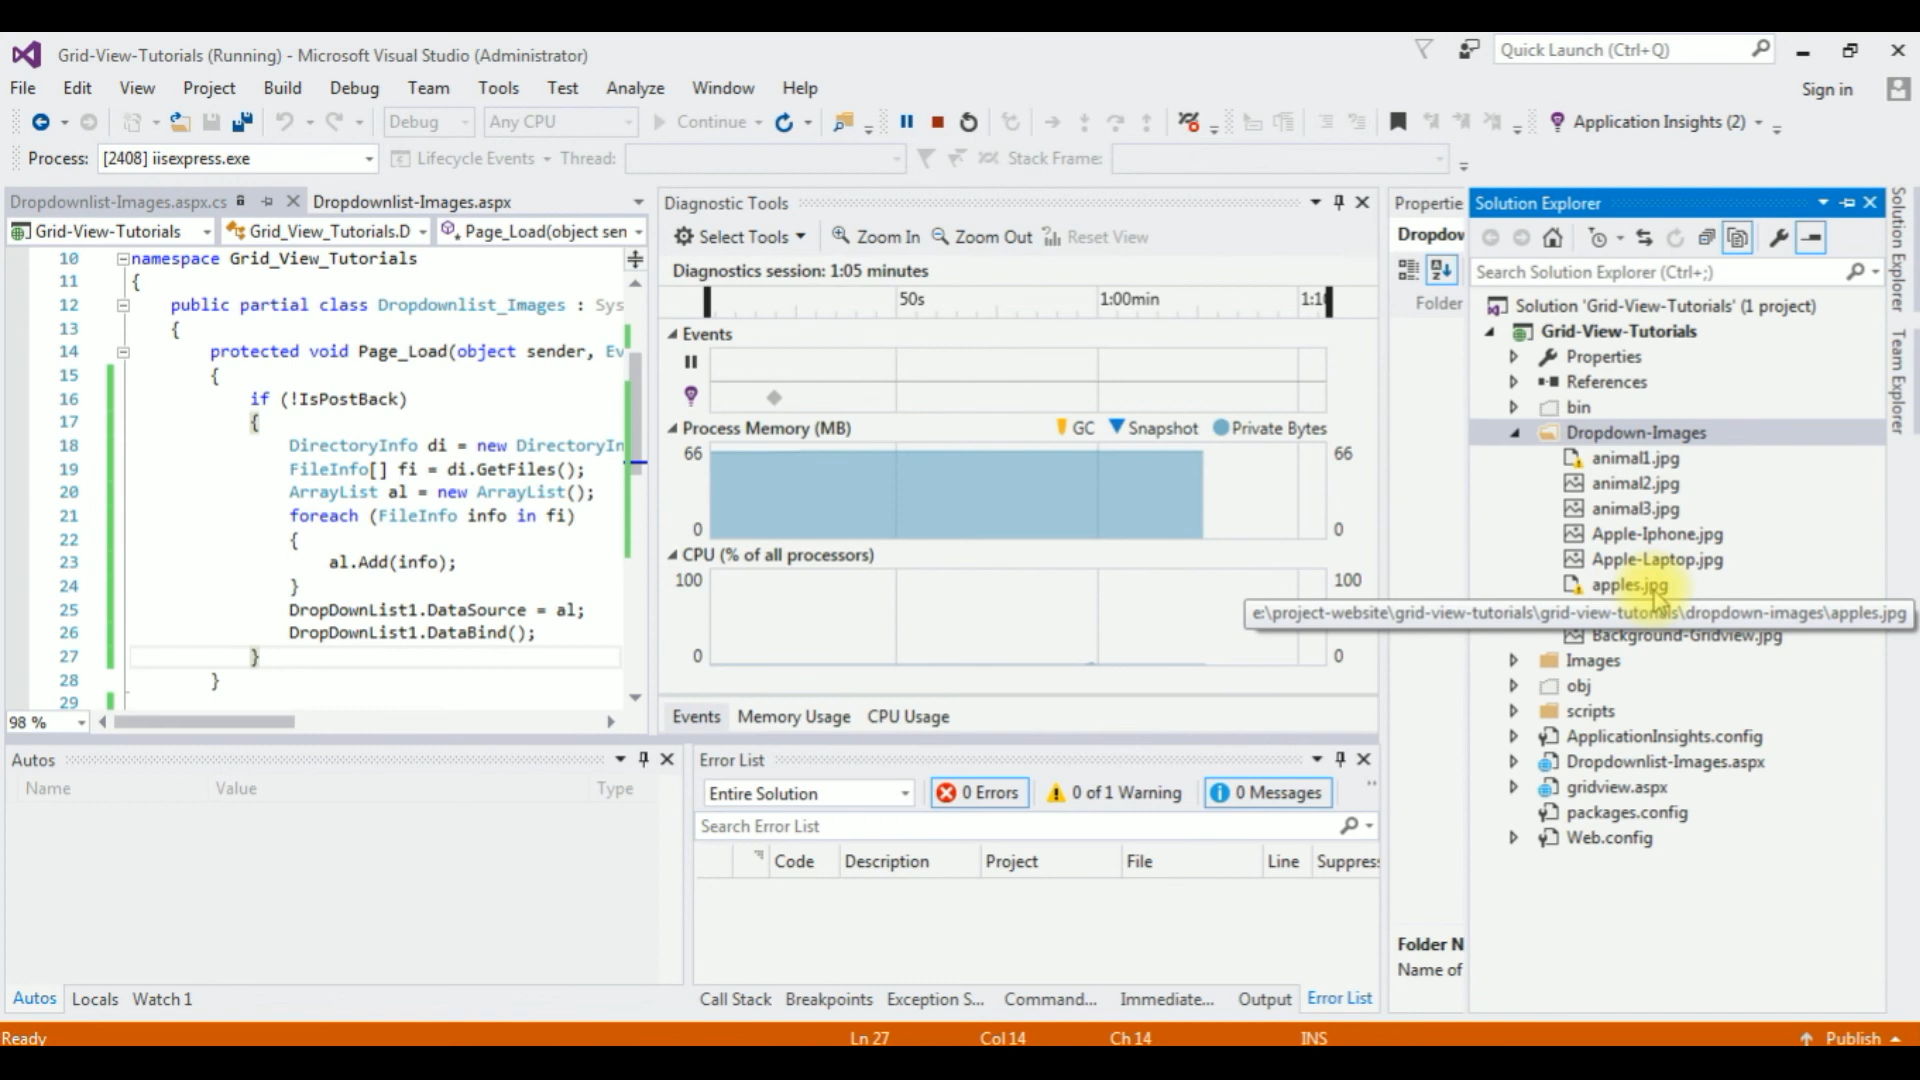 Grid-View-Tutorials (Running) - Microsoft Visual Studio (Administrator)
Quick Launch (Ctrl+Q)
File Edit View Project Build Debug Team Tools Test Analyze Window Help
Sign in
Debug Any CPU Continue Application Insights (2)
Process: [2408] iisexpress.exe Lifecycle Events Thread: Stack Frame:
Dropdownlist-Images.aspx.cs Dropdownlist-Images.aspx
Grid-View-Tutorials Grid_View_Tutorials.D Page_Load(object sen
10 namespace Grid_View_Tutorials
11 {
12 public partial class Dropdownlist_Images : Sys
13 {
14 protected void Page_Load(object sender, Ev
15 {
16 if (!IsPostBack)
17 {
18 DirectoryInfo di = new DirectoryIn
19 FileInfo[] fi = di.GetFiles();
20 ArrayList al = new ArrayList();
21 foreach (FileInfo info in fi)
22 {
23 al.Add(info);
24 }
25 DropDownList1.DataSource = al;
26 DropDownList1.DataBind();
27 }
28 }
29
98 %
Diagnostic Tools
Select Tools Zoom In Zoom Out Reset View
Diagnostics session: 1:05 minutes
50s 1:00min 1:10
Events
Process Memory (MB) GC Snapshot Private Bytes
66 66
0 0
CPU (% of all processors)
100 100
0 0
Events Memory Usage CPU Usage
Propertie
Dropdow
Folder
Folder N
Name of
Solution Explorer
Search Solution Explorer (Ctrl+;)
Solution 'Grid-View-Tutorials' (1 project)
Grid-View-Tutorials
Properties
References
bin
Dropdown-Images
animal1.jpg
animal2.jpg
animal3.jpg
Apple-Iphone.jpg
Apple-Laptop.jpg
apples.jpg
e:\project-website\grid-view-tutorials\grid-view-tutorials\dropdown-images\apples.jpg
Background-Gridview.jpg
Images
obj
scripts
ApplicationInsights.config
Dropdownlist-Images.aspx
gridview.aspx
packages.config
Web.config
Solution Explorer
Team Explorer
Autos
Name Value Type
Autos Locals Watch 1
Error List
Entire Solution 0 Errors 0 of 1 Warning 0 Messages
Search Error List
Code Description Project File Line Suppres
Call Stack Breakpoints Exception S... Command... Immediate... Output Error List
Ready Ln 27 Col 14 Ch 14 INS Publish